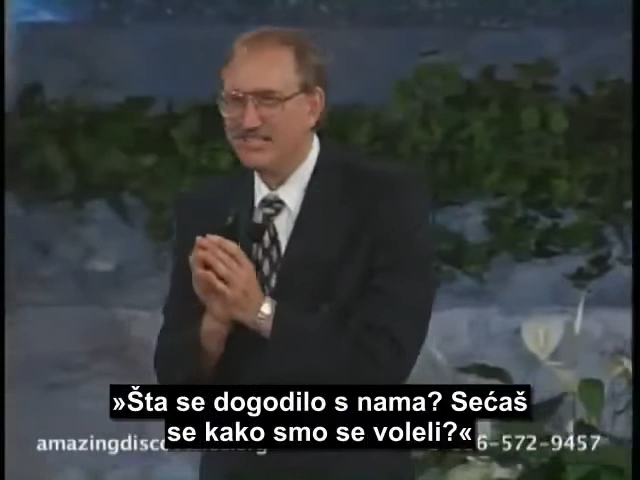 »Šta se dogodilo s nama? Sećaš
se kako smo se voleli?«
6-572-9457